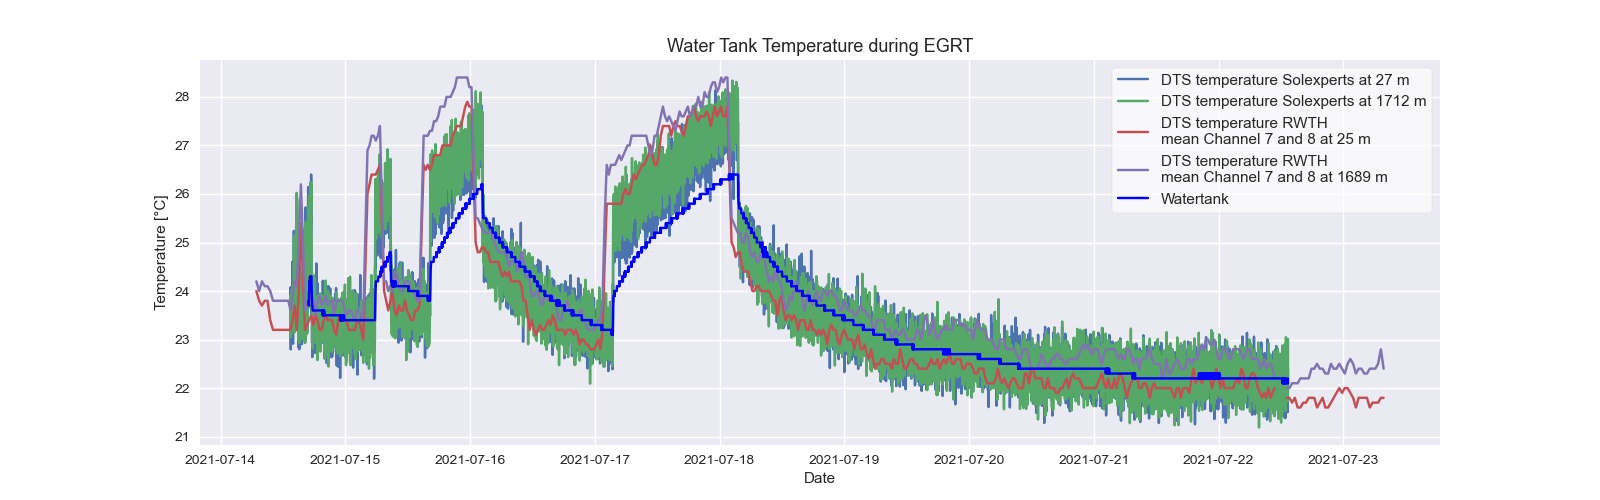 Water Tank Temperature during EGRT
DTS temperature Solexperts at 27 m
DTS temperature Solexperts at 1712 m
DTS temperature RWTH
mean Channel 7 and 8 at 25 m
DTS temperature RWTH
mean Channel 7 and 8 at 1689 m
Watertank
Temperature [°C]
28
27
26
25
24
23
22
21
2021-07-14 2021-07-15 2021-07-16 2021-07-17 2021-07-18 2021-07-19 2021-07-20 2021-07-21 2021-07-22 2021-07-23
Date